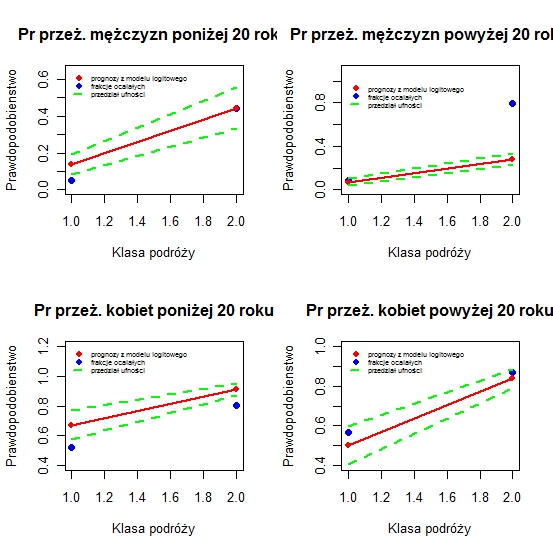 Pr przeż. mężczyzn poniżej 20 rok
Prawdopodobienstwo
0.0 0.2 0.4 0.6
prognozy z modelu logitowego
frakcje ocalałych
przedział ufności
1.0 1.2 1.4 1.6 1.8 2.0
Klasa podróży
Pr przeż. mężczyzn powyżej 20 rol
Prawdopodobienstwo
0.0 0.4 0.8
prognozy z modelu logitowego
frakcje ocałałych
przedział ufności
1.0 1.2 1.4 1.6 1.8 2.0
Klasa podróży
Pr przeż. kobiet poniżej 20 roku
Prawdopodobienstwo
0.4 0.6 0.8 1.0 1.2
prognozy z modelu logitowego
frakcje ocalałych
przedział ufności
1.0 1.2 1.4 1.6 1.8 2.0
Klasa podróży
Pr przeż. kobiet powyżej 20 roku
Prawdopodobienstwo
0.4 0.6 0.8 1.0
prognozy z modelu logitowego
frakcje ocalałych
przedział ufności
1.0 1.2 1.4 1.6 1.8 2.0
Klasa podróży